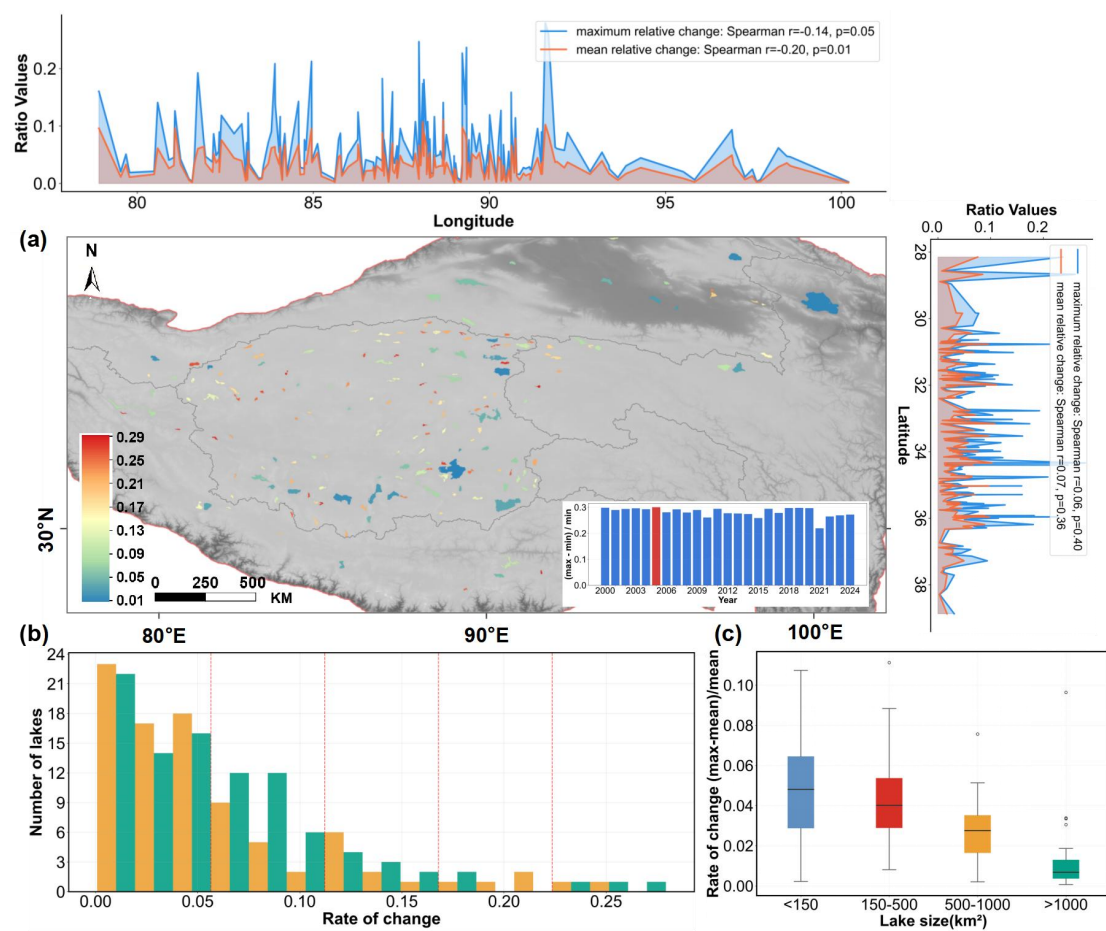 maximum relative change: Spearman r=-0.14, p=0.05
mean relative change: Spearman r=-0.20, p=0.01
Ratio Values
0.2
0.1
0.0
80 85 90 95 100
Longitude
Ratio Values
0.0 0.1 0.2
28
30
32
34
36
38
Latitude
maximum relative change: Spearman r=0.06, p=0.40
mean relative change: Spearman r=0.07, p=0.36
(a)
N
0.29
0.25
0.21
0.17
0.13
0.09
0.05
0.01
0 250 500
KM
30°N
80°E 90°E 100°E
(max - min) / min
0.3
0.2
0.1
0.0
2000 2003 2006 2009 2012 2015 2018 2021 2024
Year
(b)
Number of lakes
24
21
18
15
12
9
6
3
0
0.00 0.05 0.10 0.15 0.20 0.25
Rate of change
(c)
Rate of change (max-mean)/mean
0.10
0.08
0.06
0.04
0.02
0.00
<150 150-500 500-1000 >1000
Lake size(km²)